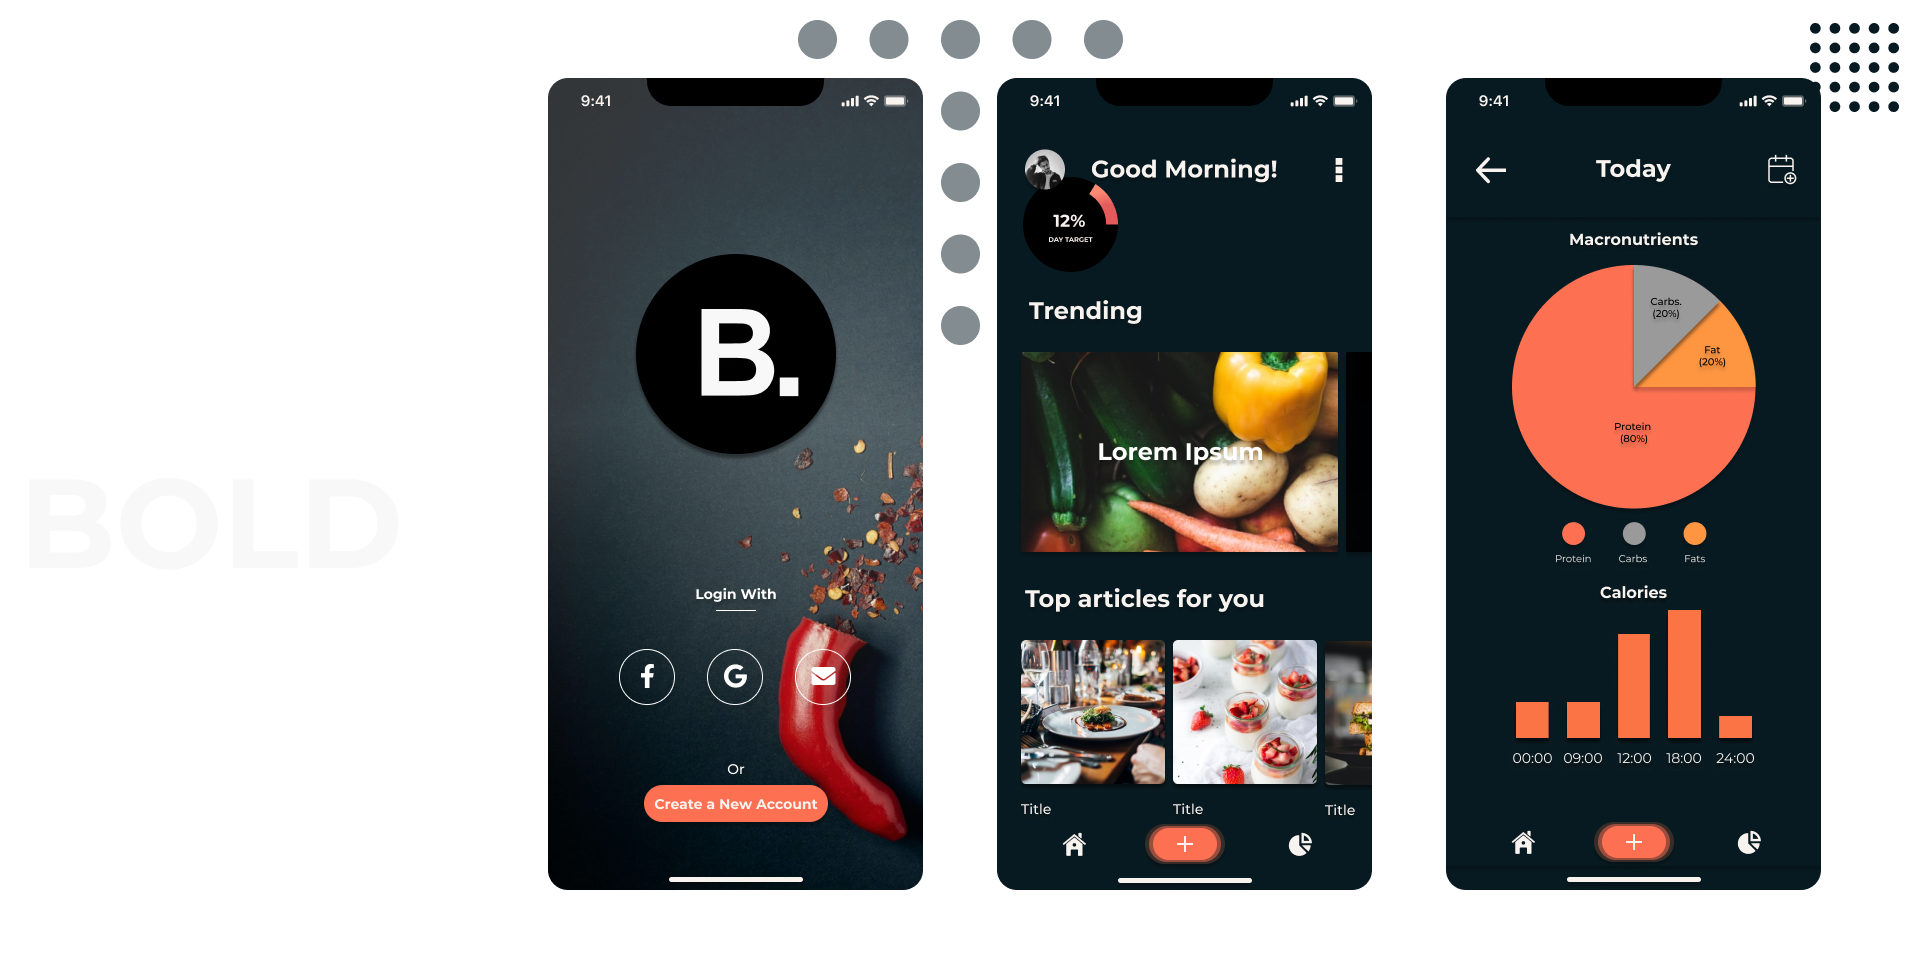 BOLD
9:41
B.
Login With
Or
Create a New Account
9:41
Good Morning!
12%
DAY TARGET
Trending
Lorem Ipsum
Top articles for you
Title
Title
Title
9:41
Today
Macronutrients
Carbs.
(20%)
Fat
(20%)
Protein
(80%)
Protein
Carbs
Fats
Calories
00:00
09:00
12:00
18:00
24:00